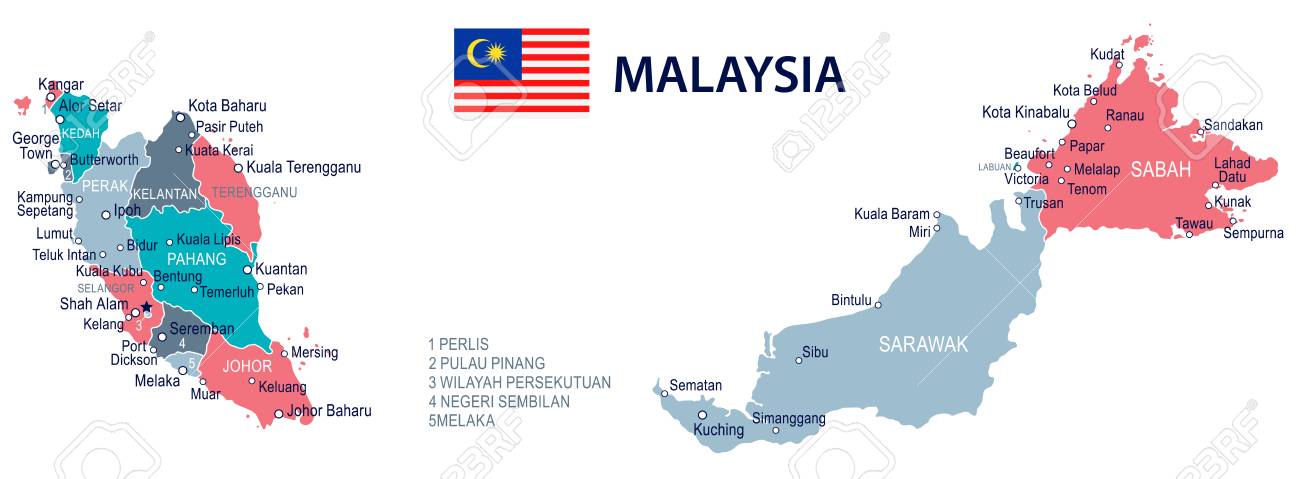 MALAYSIA
Kangar
1
Alor Setar
KEDAH
George
Town
Butterworth
2
PERAK
Kampung
Sepetang
Ipoh
Lumut
Teluk Intan
Bidur
Kuala Kubu
SELANGOR
Shah Alam
Kelang
3
3
Port
Dickson
Seremban
4
5
Melaka
Muar
Kota Baharu
Pasir Puteh
Kuata Kerai
KELANTAN
Kuala Terengganu
TERENGGANU
Kuala Lipis
PAHANG
Bentung
Temerluh
Kuantan
Pekan
JOHOR
Mersing
Keluang
Johor Baharu
1 PERLIS
2 PULAU PINANG
3 WILAYAH PERSEKUTUAN
4 NEGERI SEMBILAN
5MELAKA
Kudat
Kota Belud
Kota Kinabalu
Ranau
Sandakan
Papar
Beaufort
LABUAN
Victoria
Melalap
Tenom
SABAH
Lahad
Datu
Kunak
Trusan
Tawau
Sempurna
Kuala Baram
Miri
Bintulu
Sibu
SARAWAK
Sematan
Kuching
Simanggang
123RF